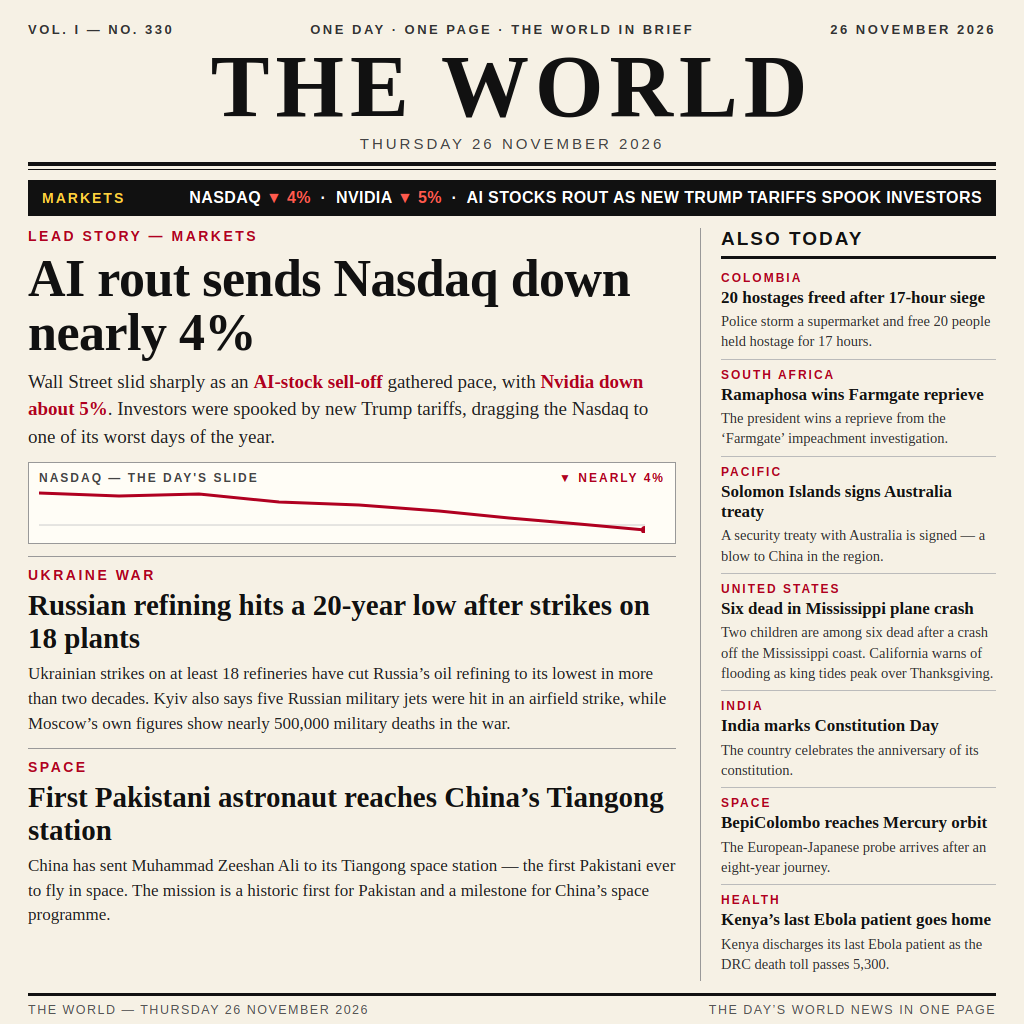 VOL. I — NO. 330
ONE DAY · ONE PAGE · THE WORLD IN BRIEF
26 NOVEMBER 2026
THE WORLD
THURSDAY 26 NOVEMBER 2026
MARKETS
NASDAQ ▼ 4% · NVIDIA ▼ 5% · AI STOCKS ROUT AS NEW TRUMP TARIFFS SPOOK INVESTORS
LEAD STORY — MARKETS
AI rout sends Nasdaq down
nearly 4%
Wall Street slid sharply as an AI-stock sell-off gathered pace, with Nvidia down
about 5%. Investors were spooked by new Trump tariffs, dragging the Nasdaq to
one of its worst days of the year.
NASDAQ — THE DAY'S SLIDE
▼ NEARLY 4%
UKRAINE WAR
Russian refining hits a 20-year low after strikes on
18 plants
Ukrainian strikes on at least 18 refineries have cut Russia’s oil refining to its lowest in more
than two decades. Kyiv also says five Russian military jets were hit in an airfield strike, while
Moscow’s own figures show nearly 500,000 military deaths in the war.
SPACE
First Pakistani astronaut reaches China’s Tiangong
station
China has sent Muhammad Zeeshan Ali to its Tiangong space station — the first Pakistani ever
to fly in space. The mission is a historic first for Pakistan and a milestone for China’s space
programme.
ALSO TODAY
COLOMBIA
20 hostages freed after 17-hour siege
Police storm a supermarket and free 20 people
held hostage for 17 hours.
SOUTH AFRICA
Ramaphosa wins Farmgate reprieve
The president wins a reprieve from the
‘Farmgate’ impeachment investigation.
PACIFIC
Solomon Islands signs Australia
treaty
A security treaty with Australia is signed — a
blow to China in the region.
UNITED STATES
Six dead in Mississippi plane crash
Two children are among six dead after a crash
off the Mississippi coast. California warns of
flooding as king tides peak over Thanksgiving.
INDIA
India marks Constitution Day
The country celebrates the anniversary of its
constitution.
SPACE
BepiColombo reaches Mercury orbit
The European-Japanese probe arrives after an
eight-year journey.
HEALTH
Kenya’s last Ebola patient goes home
Kenya discharges its last Ebola patient as the
DRC death toll passes 5,300.
THE WORLD — THURSDAY 26 NOVEMBER 2026
THE DAY’S WORLD NEWS IN ONE PAGE